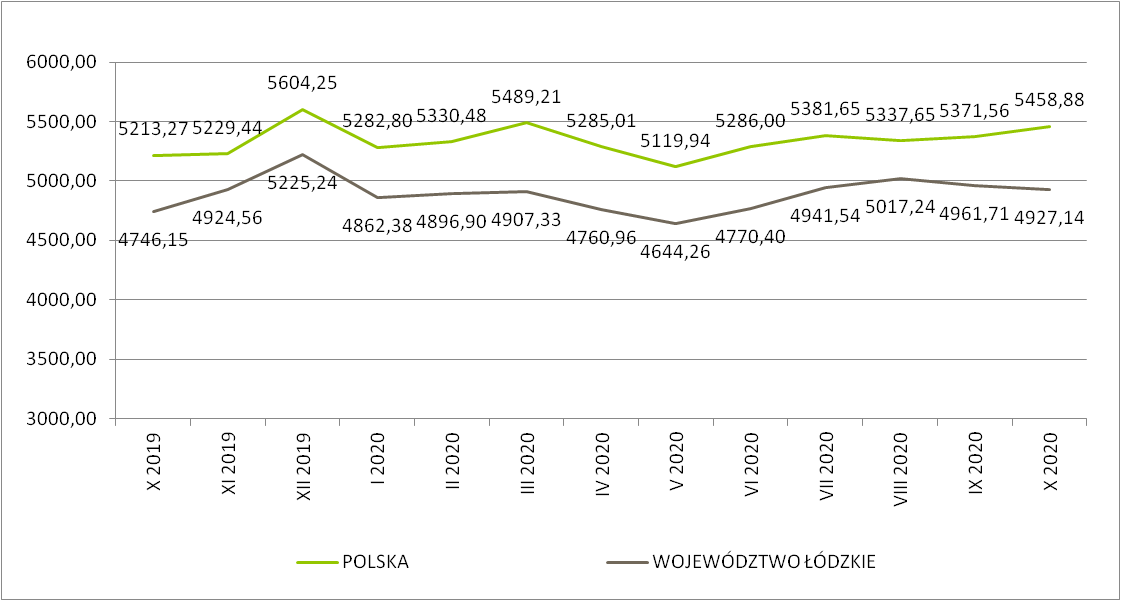 6000,00
5500,00
5000,00
4500,00
4000,00
3500,00
3000,00
5213,27 5229,44 5604,25 5282,80 5330,48 5489,21 5285,01 5119,94 5286,00 5381,65 5337,65 5371,56 5458,88
4746,15 4924,56 5225,24 4862,38 4896,90 4907,33 4760,96 4644,26 4770,40 4941,54 5017,24 4961,71 4927,14
X 2019 XI 2019 XII 2019 I 2020 II 2020 III 2020 IV 2020 V 2020 VI 2020 VII 2020 VIII 2020 IX 2020 X 2020
POLSKA WOJEWÓDZTWO ŁÓDZKIE